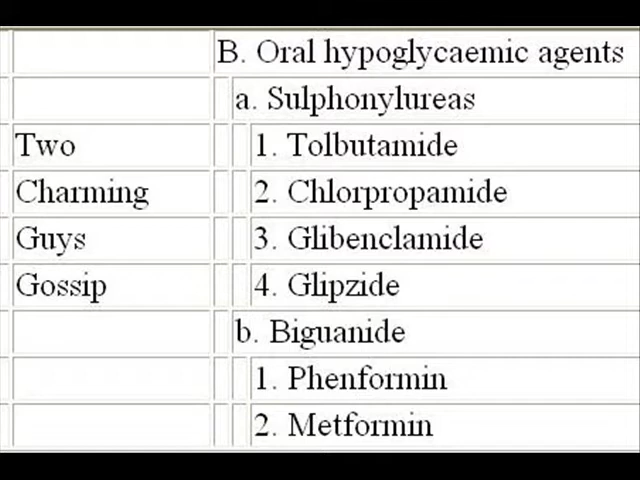 B. Oral hypoglycaemic agents
a. Sulphonylureas
Two 1. Tolbutamide
Charming 2. Chlorpropamide
Guys 3. Glibenclamide
Gossip 4. Glipzide
b. Biguanide
1. Phenformin
2. Metformin